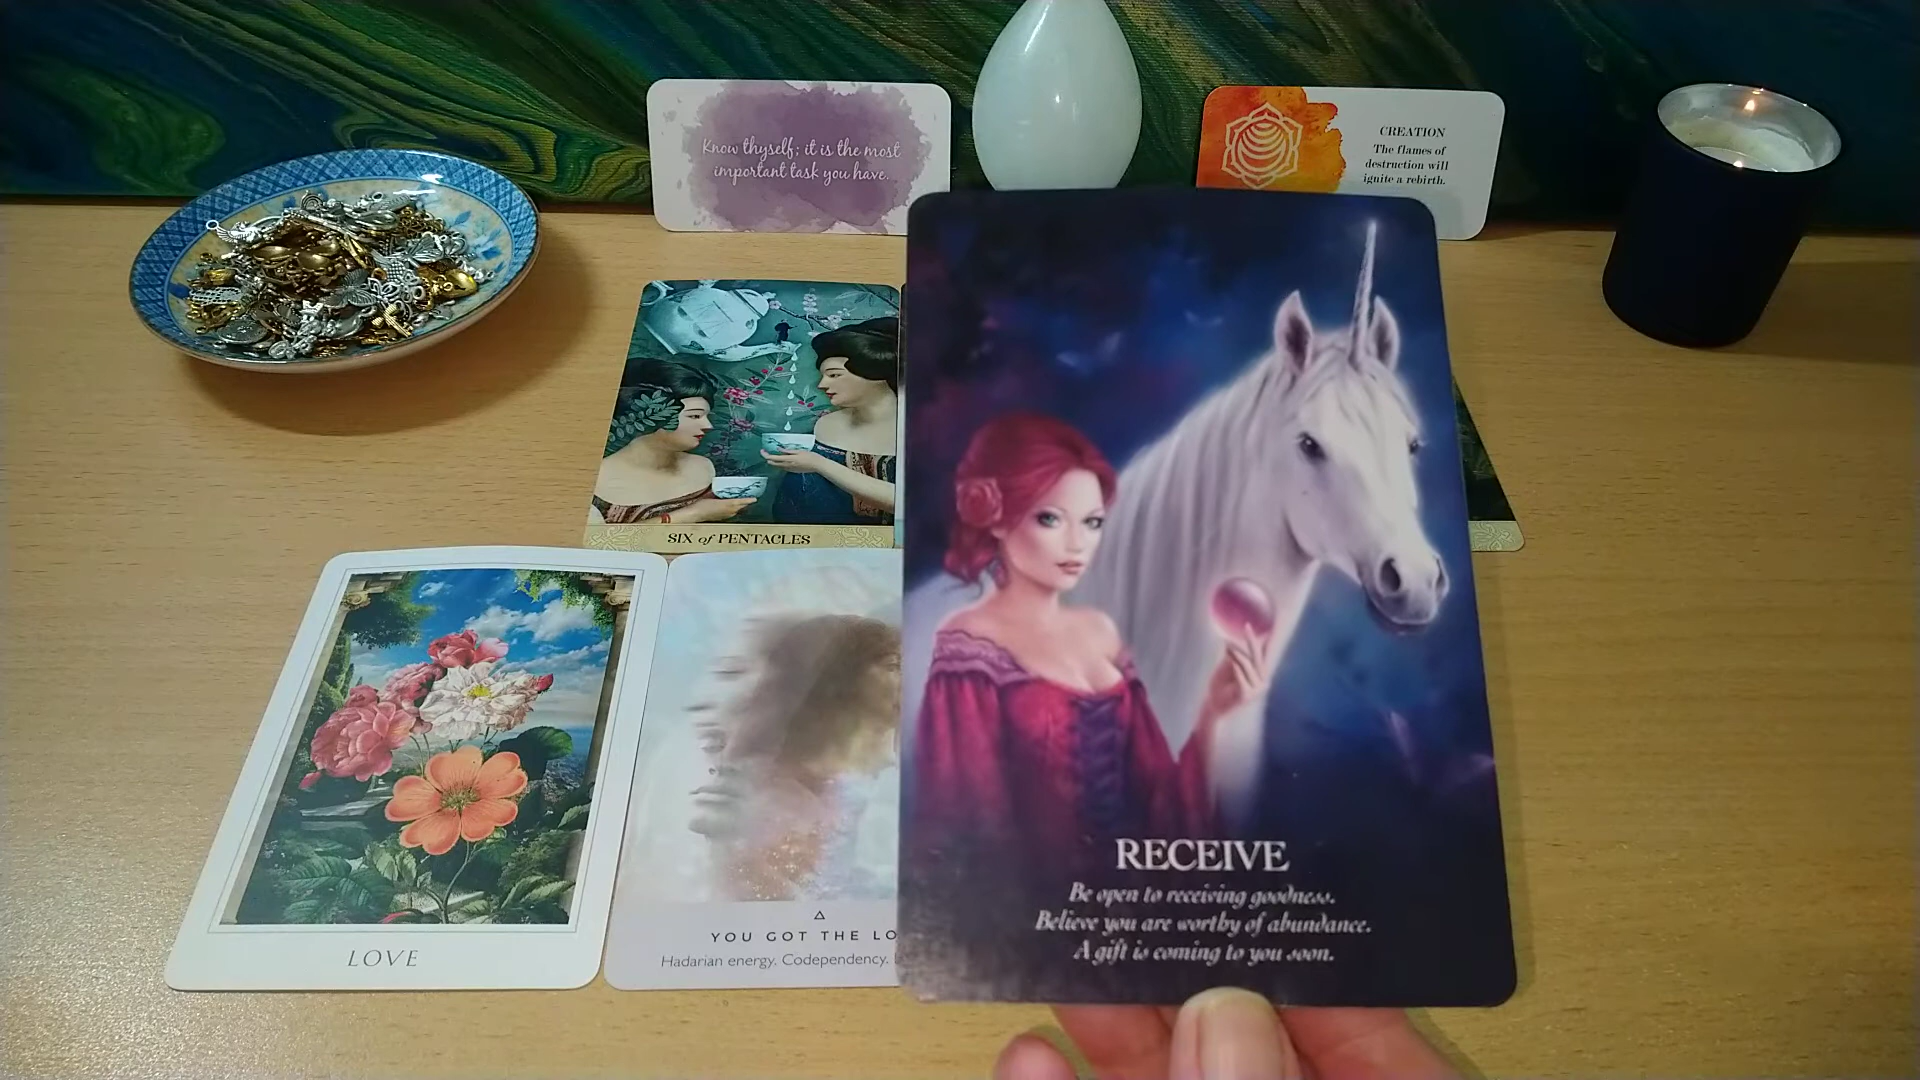 Know thyself; it is the most
important task you have.
CREATION
The flames of
destruction will
ignite a rebirth.
SIX of PENTACLES
LOVE
YOU GOT THE LO
Hadarian energy. Codependency.
RECEIVE
Be open to receiving goodness.
Believe you are worthy of abundance.
A gift is coming to you soon.